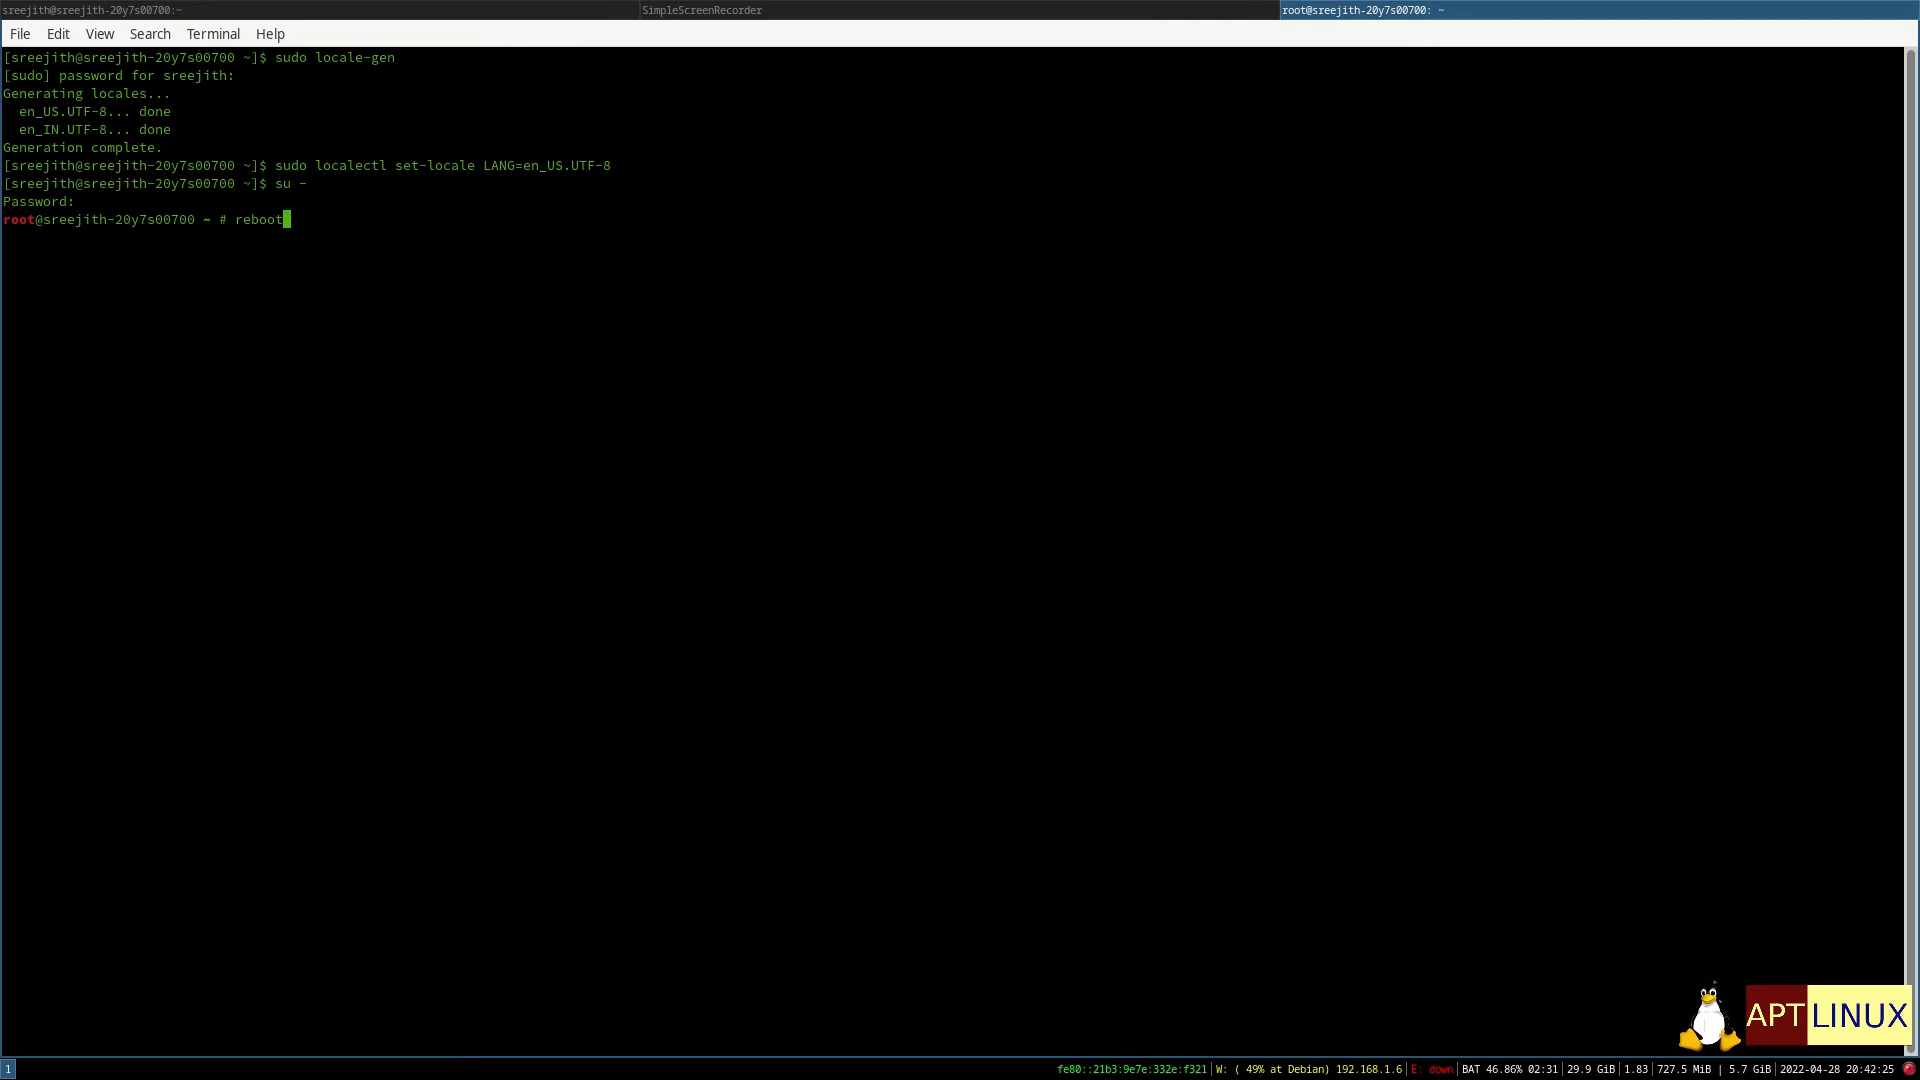 sreejith@sreejith-20y7s00700:~
SimpleScreenRecorder
root@sreejith-20y7s00700: ~
File Edit View Search Terminal Help
[sreejith@sreejith-20y7s00700 ~]$ sudo locale-gen
[sudo] password for sreejith:
Generating locales...
  en_US.UTF-8... done
  en_IN.UTF-8... done
Generation complete.
[sreejith@sreejith-20y7s00700 ~]$ sudo localectl set-locale LANG=en_US.UTF-8
[sreejith@sreejith-20y7s00700 ~]$ su -
Password:
root@sreejith-20y7s00700 ~ # reboot
APT LINUX
1
fe80::21b3:9e7e:332e:f321 | W: ( 49% at Debian) 192.168.1.6 | E: down | BAT 46.86% 02:31 | 29.9 GiB | 1.83 | 727.5 MiB | 5.7 GiB | 2022-04-28 20:42:25